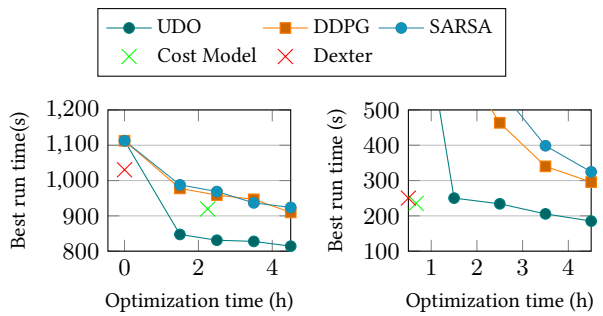 UDO DDPG SARSA
Cost Model Dexter
1,200
1,100
1,000
900
800
0 2 4
Best run time(s)
Optimization time (h)
500
400
300
200
100
1 2 3 4
Best run time (s)
Optimization time (h)